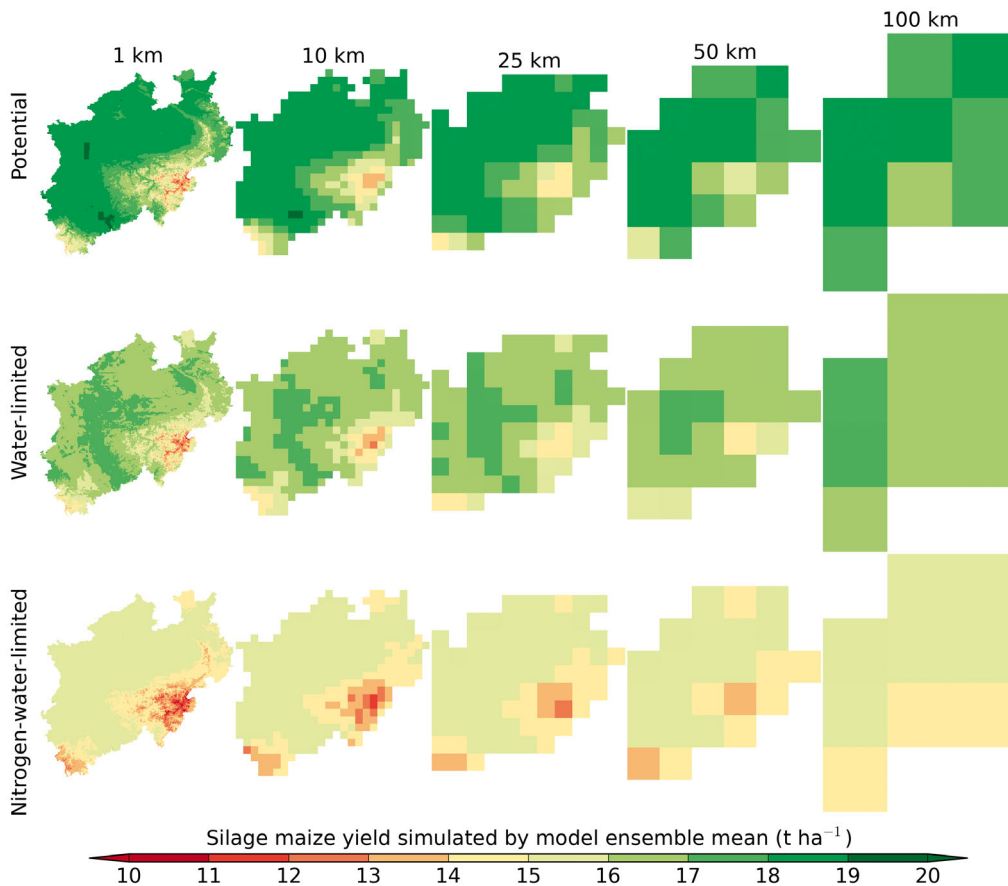 1 km
10 km
25 km
50 km
100 km
Potential
Water-limited
Nitrogen-water-limited
Silage maize yield simulated by model ensemble mean (t ha⁻¹)
10 11 12 13 14 15 16 17 18 19 20